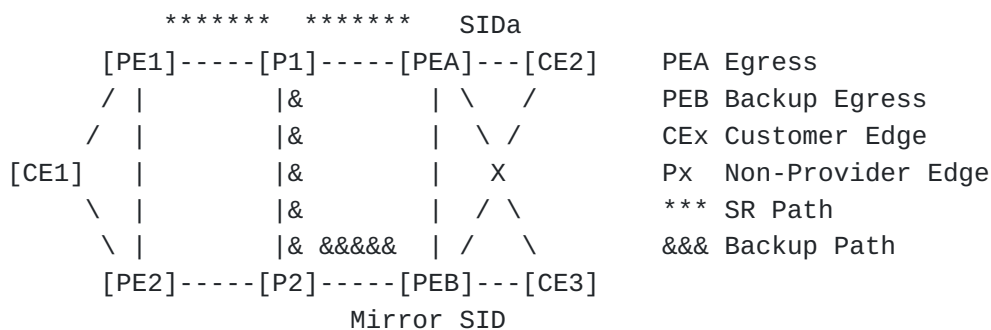 *******  *******   SIDa
[PE1]-----[P1]-----[PEA]---[CE2]    PEA Egress
/ |        |&        | \   /        PEB Backup Egress
/  |        |&        |  \ /         CEx Customer Edge
[CE1]   |        |&        |   X          Px  Non-Provider Edge
\  |        |&        |  / \         *** SR Path
\ |        |& &&&&&  | /   \        &&& Backup Path
[PE2]-----[P2]-----[PEB]---[CE3]
Mirror SID